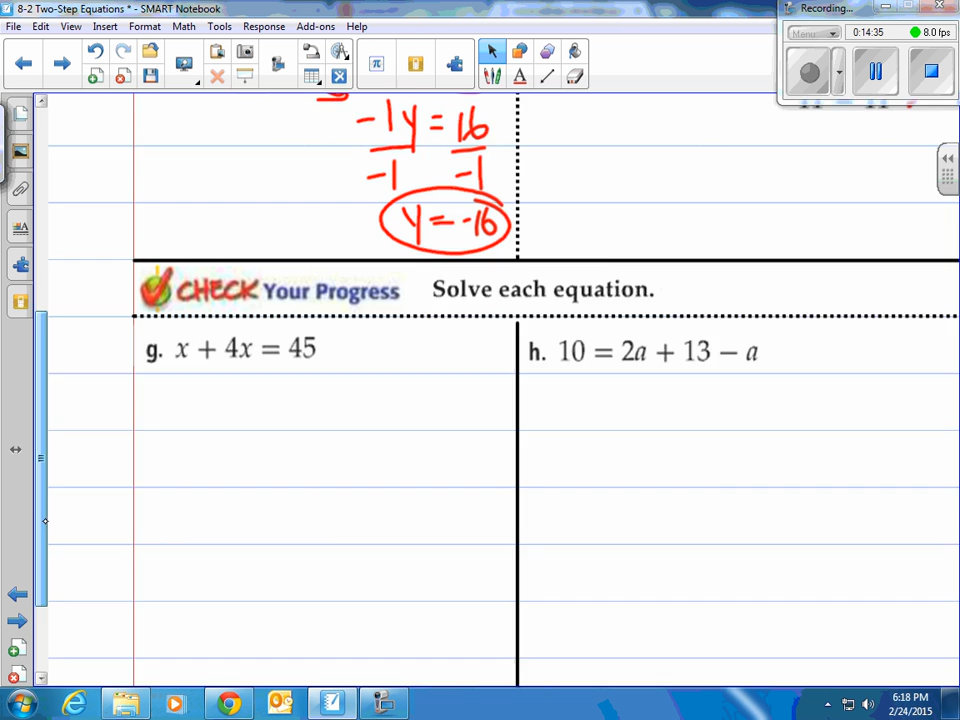 8-2 Two-Step Equations * - SMART Notebook
Recording...
File Edit View Insert Format Math Tools Add-ons Response Help
Menu
0:14:35
8.0 fps
π
A
-1y = 16
-1 -1
y = -16
CHECK Your Progress Solve each equation.
g. x + 4x = 45
h. 10 = 2a + 13 − a
6:18 PM
2/24/2015